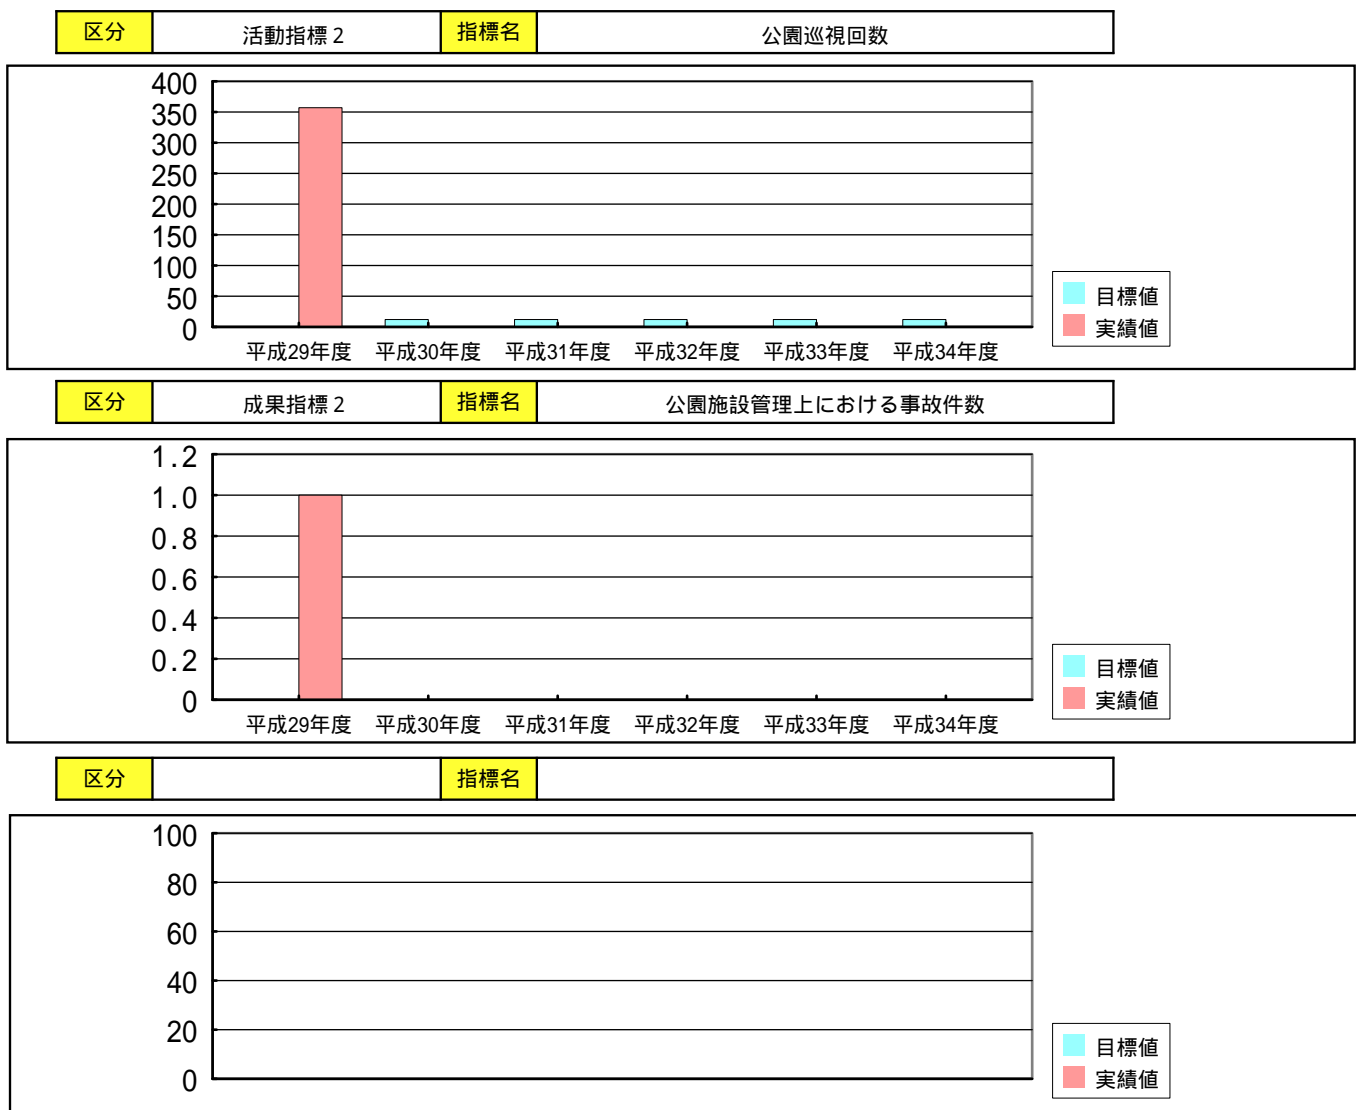 区分 活動指標2 指標名 公園巡視回数
400
350
300
250
200
150
100
50
0
平成29年度 平成30年度 平成31年度 平成32年度 平成33年度 平成34年度
目標値
実績値
区分 成果指標2 指標名 公園施設管理上における事故件数
1.2
1.0
0.8
0.6
0.4
0.2
0
平成29年度 平成30年度 平成31年度 平成32年度 平成33年度 平成34年度
目標値
実績値
区分 指標名
100
80
60
40
20
0
目標値
実績値